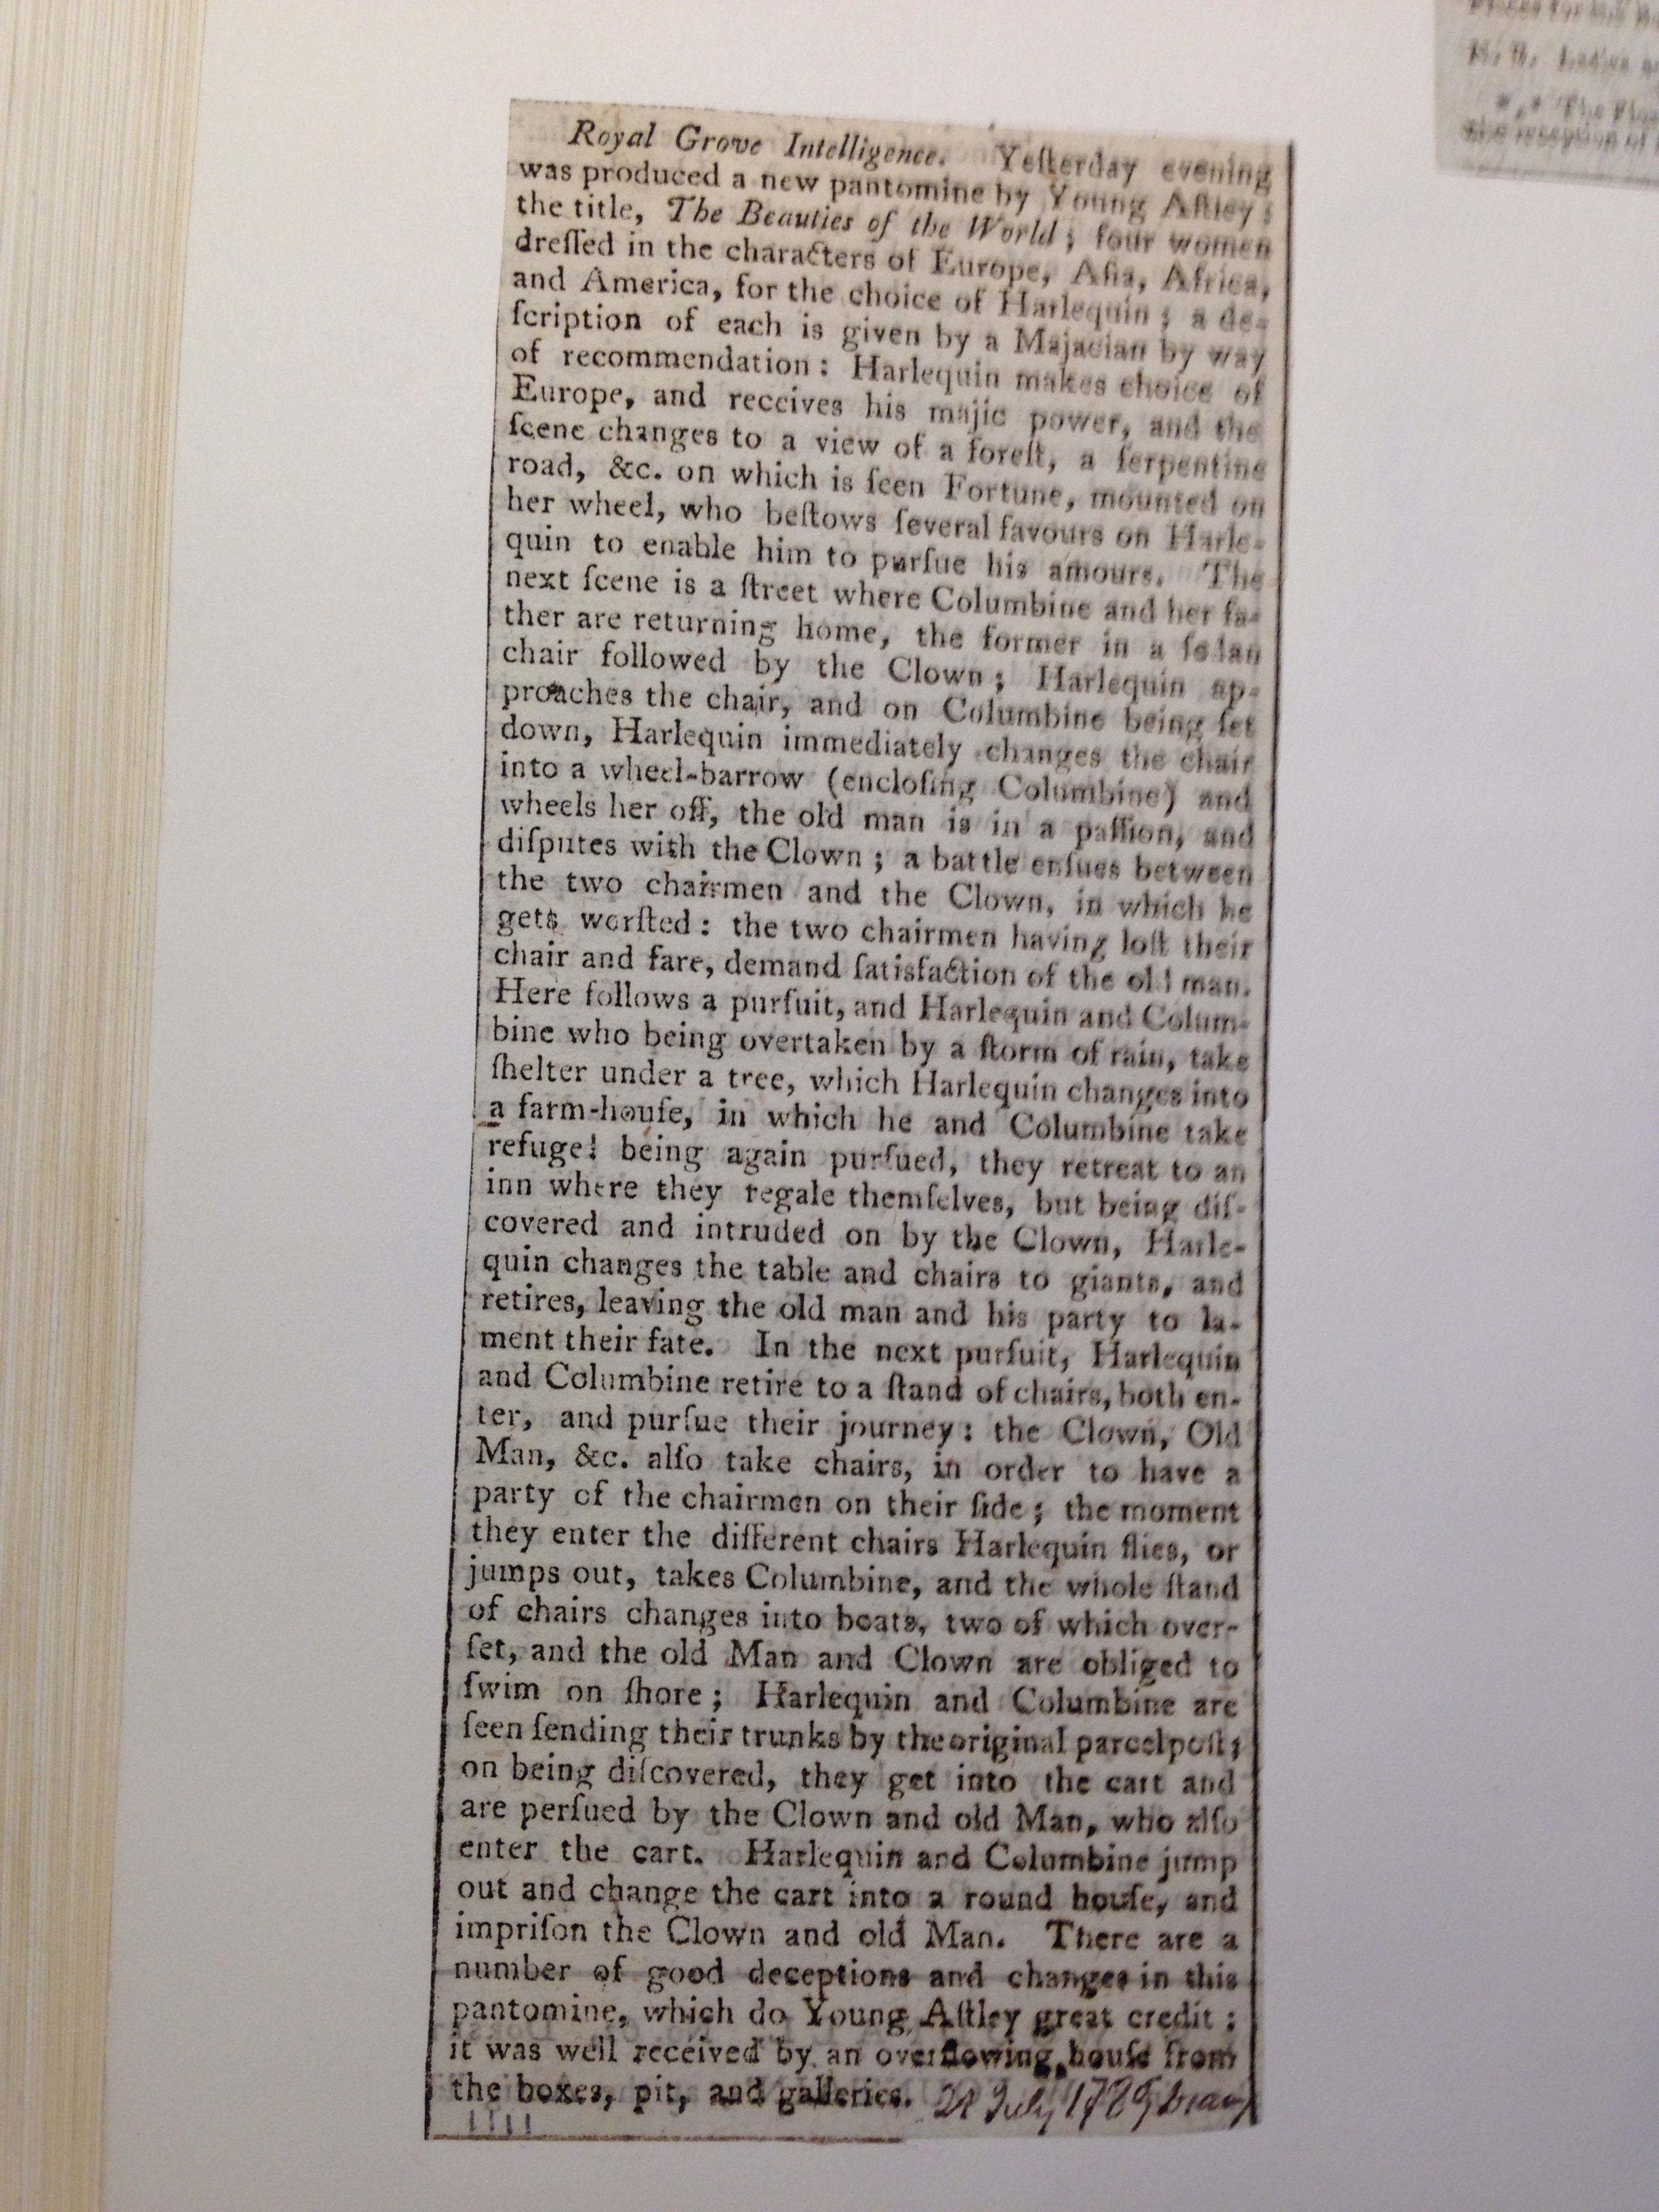 Royal Grove Intelligence. Yeſterday evening
was produced a new pantomine by Young Aſtley;
the title, The Beauties of the World; four women
dreſſed in the characters of Europe, Aſia, Africa,
and America, for the choice of Harlequin; a de-
ſcription of each is given by a Majacian by way
of recommendation: Harlequin makes choice of
Europe, and receives his majic power, and the
ſcene changes to a view of a foreſt, a ſerpentine
road, &c. on which is ſeen Fortune, mounted on
her wheel, who beſtows ſeveral favours on Harle-
quin to enable him to purſue his amours. The
next ſcene is a ſtreet where Columbine and her fa-
ther are returning home, the former in a ſedan
chair followed by the Clown; Harlequin ap-
proaches the chair, and on Columbine being ſet
down, Harlequin immediately changes the chair
into a wheel-barrow (encloſing Columbine) and
wheels her off, the old man is in a paſſion, and
diſputes with the Clown; a battle enſues between
the two chairmen and the Clown, in which he
gets worſted: the two chairmen having loſt their
chair and fare, demand ſatisfaction of the old man.
Here follows a purſuit, and Harlequin and Colum-
bine who being overtaken by a ſtorm of rain, take
ſhelter under a tree, which Harlequin changes into
a farm-houſe, in which he and Columbine take
refuge: being again purſued, they retreat to an
inn where they regale themſelves, but being diſ-
covered and intruded on by the Clown, Harle-
quin changes the table and chairs to giants, and
retires, leaving the old man and his party to la-
ment their fate. In the next purſuit, Harlequin
and Columbine retire to a ſtand of chairs, both en-
ter, and purſue their journey: the Clown, Old
Man, &c. alſo take chairs, in order to have a
party of the chairmen on their ſide; the moment
they enter the different chairs Harlequin flies, or
jumps out, takes Columbine, and the whole ſtand
of chairs changes into boats, two of which over-
ſet, and the old Man and Clown are obliged to
ſwim on ſhore; Harlequin and Columbine are
ſeen ſending their trunks by the original parcel poſt;
on being diſcovered, they get into the cart and
are perſued by the Clown and old Man, who alſo
enter the cart. Harlequin and Columbine jump
out and change the cart into a round houſe, and
impriſon the Clown and old Man. There are a
number of good deceptions and changes in this
pantomine, which do Young Aſtley great credit;
it was well received by an overflowing houſe from
the boxes, pit, and galleries. July 1789
N. B. Ladies